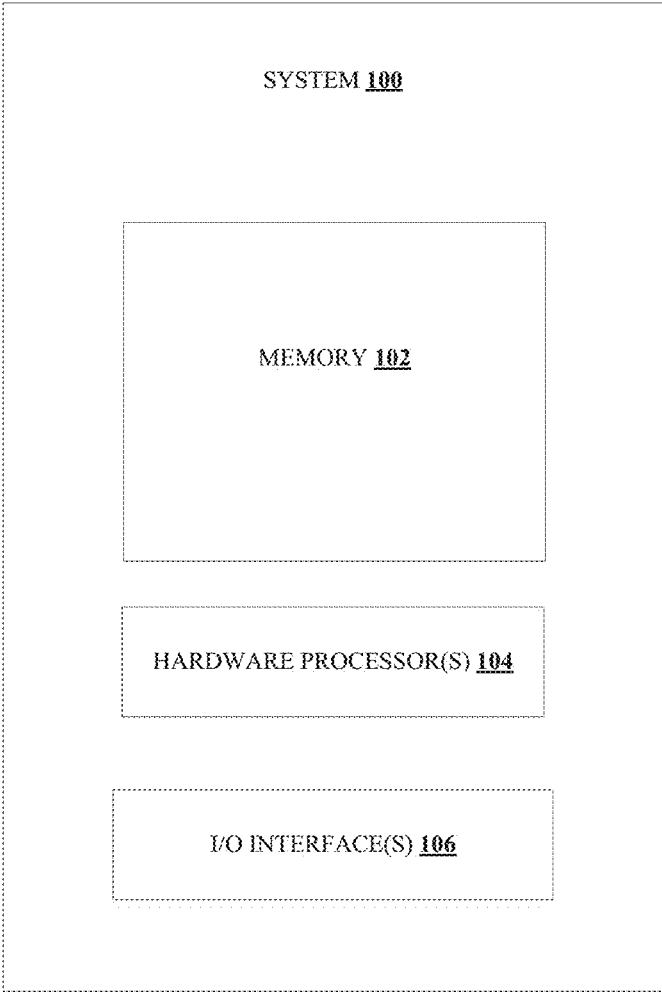 SYSTEM 100
MEMORY 102
HARDWARE PROCESSOR(S) 104
I/O INTERFACE(S) 106